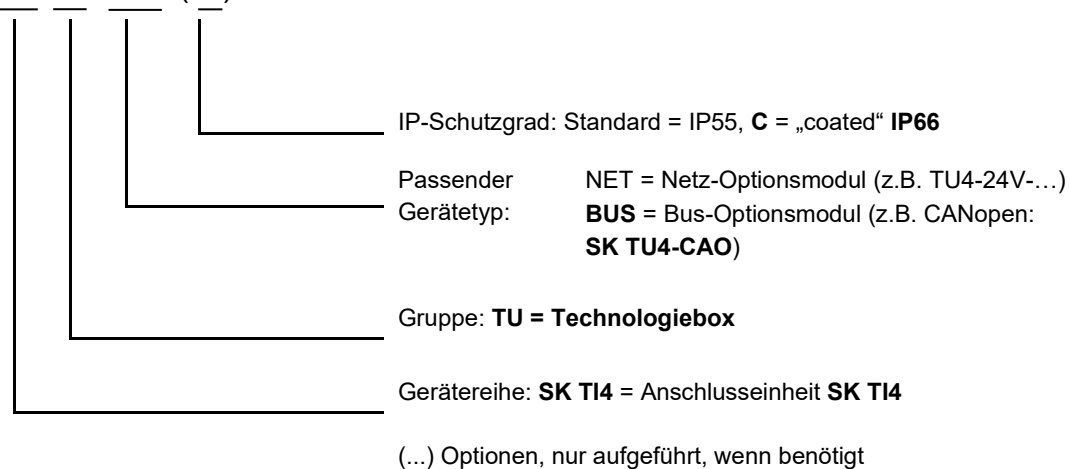 IP-Schutzgrad: Standard = IP55, C = „coated“ IP66
Passender NET = Netz-Optionsmodul (z.B. TU4-24V-…)
Gerätetyp: BUS = Bus-Optionsmodul (z.B. CANopen:
SK TU4-CAO)
Gruppe: TU = Technologiebox
Gerätereihe: SK TI4 = Anschlusseinheit SK TI4
(...) Optionen, nur aufgeführt, wenn benötigt